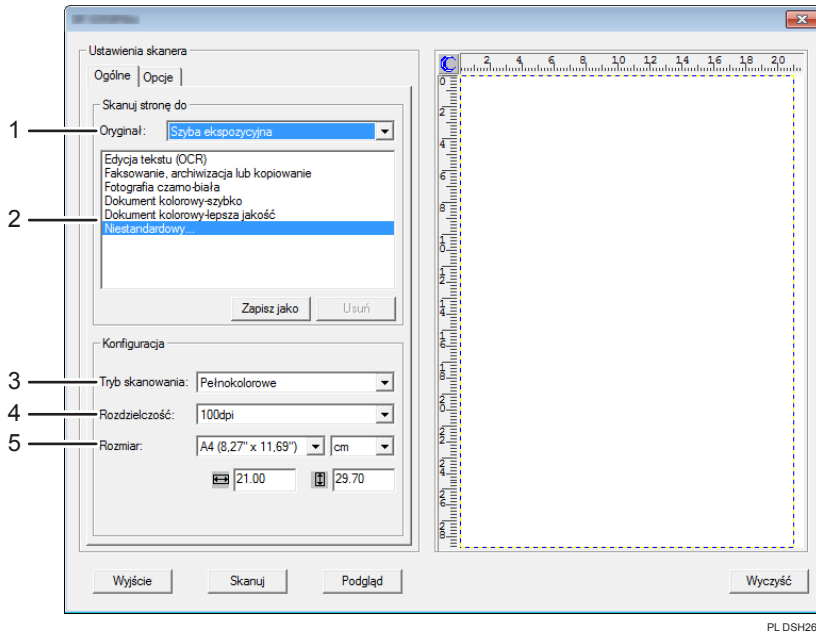 Ustawienia skanera
Ogólne
Opcje
Skanuj stronę do
1
Oryginał:
Szyba ekspozycyjna
2
Edycja tekstu (OCR)
Faksowanie, archiwizacja lub kopiowanie
Fotografia czarno-biała
Dokument kolorowy-szybko
Dokument kolorowy-lepsza jakość
Niestandardowy...
Zapisz jako
Usuń
Konfiguracja
3
Tryb skanowania:
Pełnokolorowe
4
Rozdzielczość:
100dpi
5
Rozmiar:
A4 (8,27" x 11,69")
cm
21.00
29.70
2 4 6 8 10 12 14 16 18 20
0
2
4
6
8
10
12
14
16
18
20
22
24
26
28
Wyjście
Skanuj
Podgląd
Wyczyść
PL DSH26